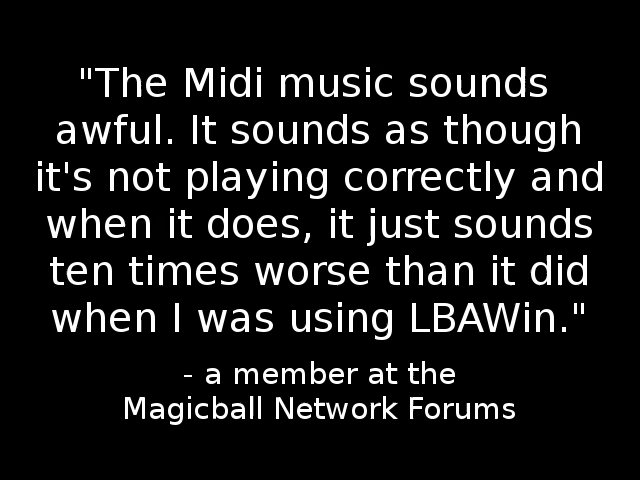 "The Midi music sounds
awful. It sounds as though
it's not playing correctly and
when it does, it just sounds
ten times worse than it did
when I was using LBAWin."
- a member at the
Magicball Network Forums